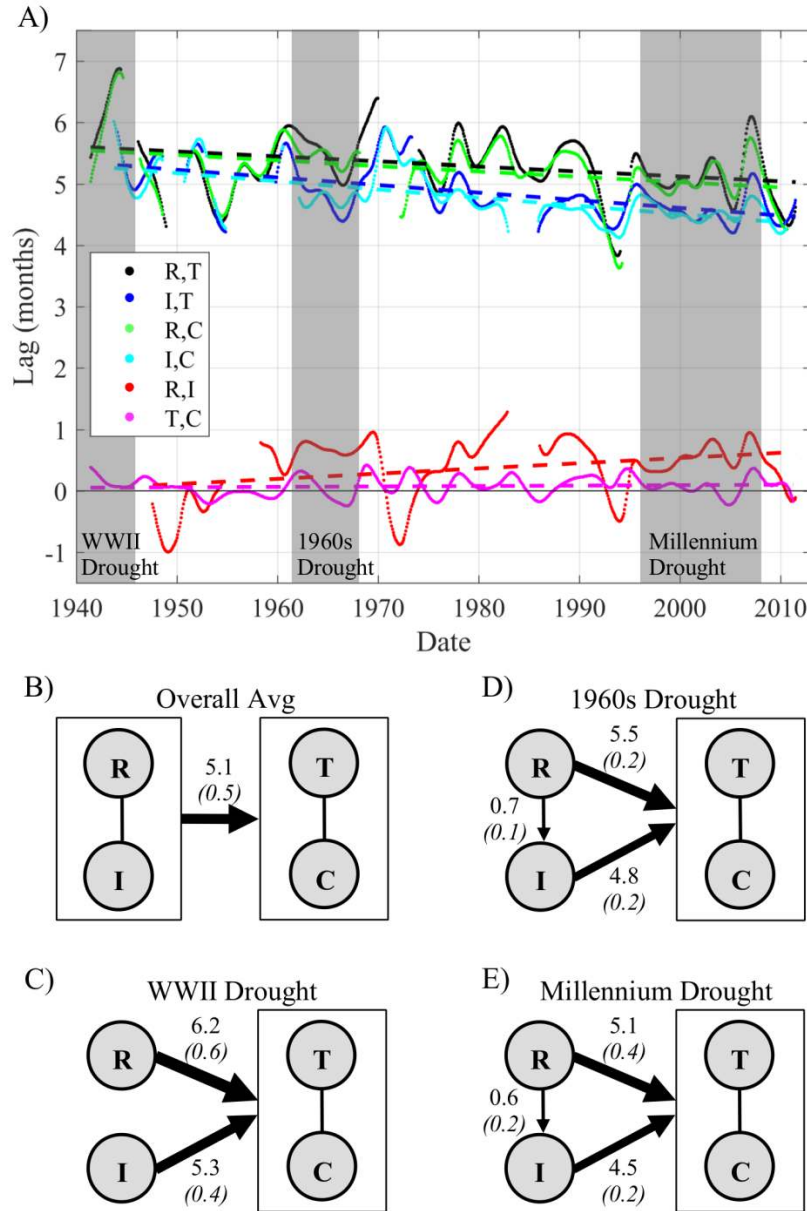 A)
7
6
5
4
3
2
1
0
-1
Lag (months)
R,T
I,T
R,C
I,C
R,I
T,C
WWII
Drought
1960s
Drought
Millennium
Drought
1940 1950 1960 1970 1980 1990 2000 2010
Date
B)
Overall Avg
R
I
5.1
(0.5)
T
C
D)
1960s Drought
R
I
5.5
(0.2)
0.7
(0.1)
4.8
(0.2)
T
C
C)
WWII Drought
R
I
6.2
(0.6)
5.3
(0.4)
T
C
E)
Millennium Drought
R
I
5.1
(0.4)
0.6
(0.2)
4.5
(0.2)
T
C